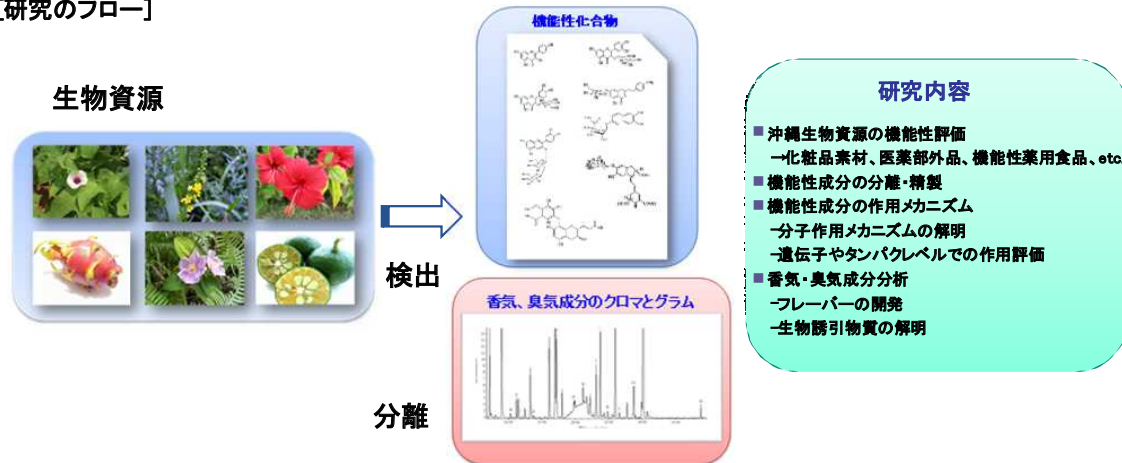 [研究のフロー]
生物資源
検出
分離
機能性化合物
香気、臭気成分のクロマとグラム
研究内容
■沖縄生物資源の機能性評価
→化粧品素材、医薬部外品、機能性薬用食品、etc.
■機能性成分の分離・精製
■機能性成分の作用メカニズム
-分子作用メカニズムの解明
-遺伝子やタンパクレベルでの作用評価
■香気・臭気成分分析
-フレーバーの開発
-生物誘引物質の解明